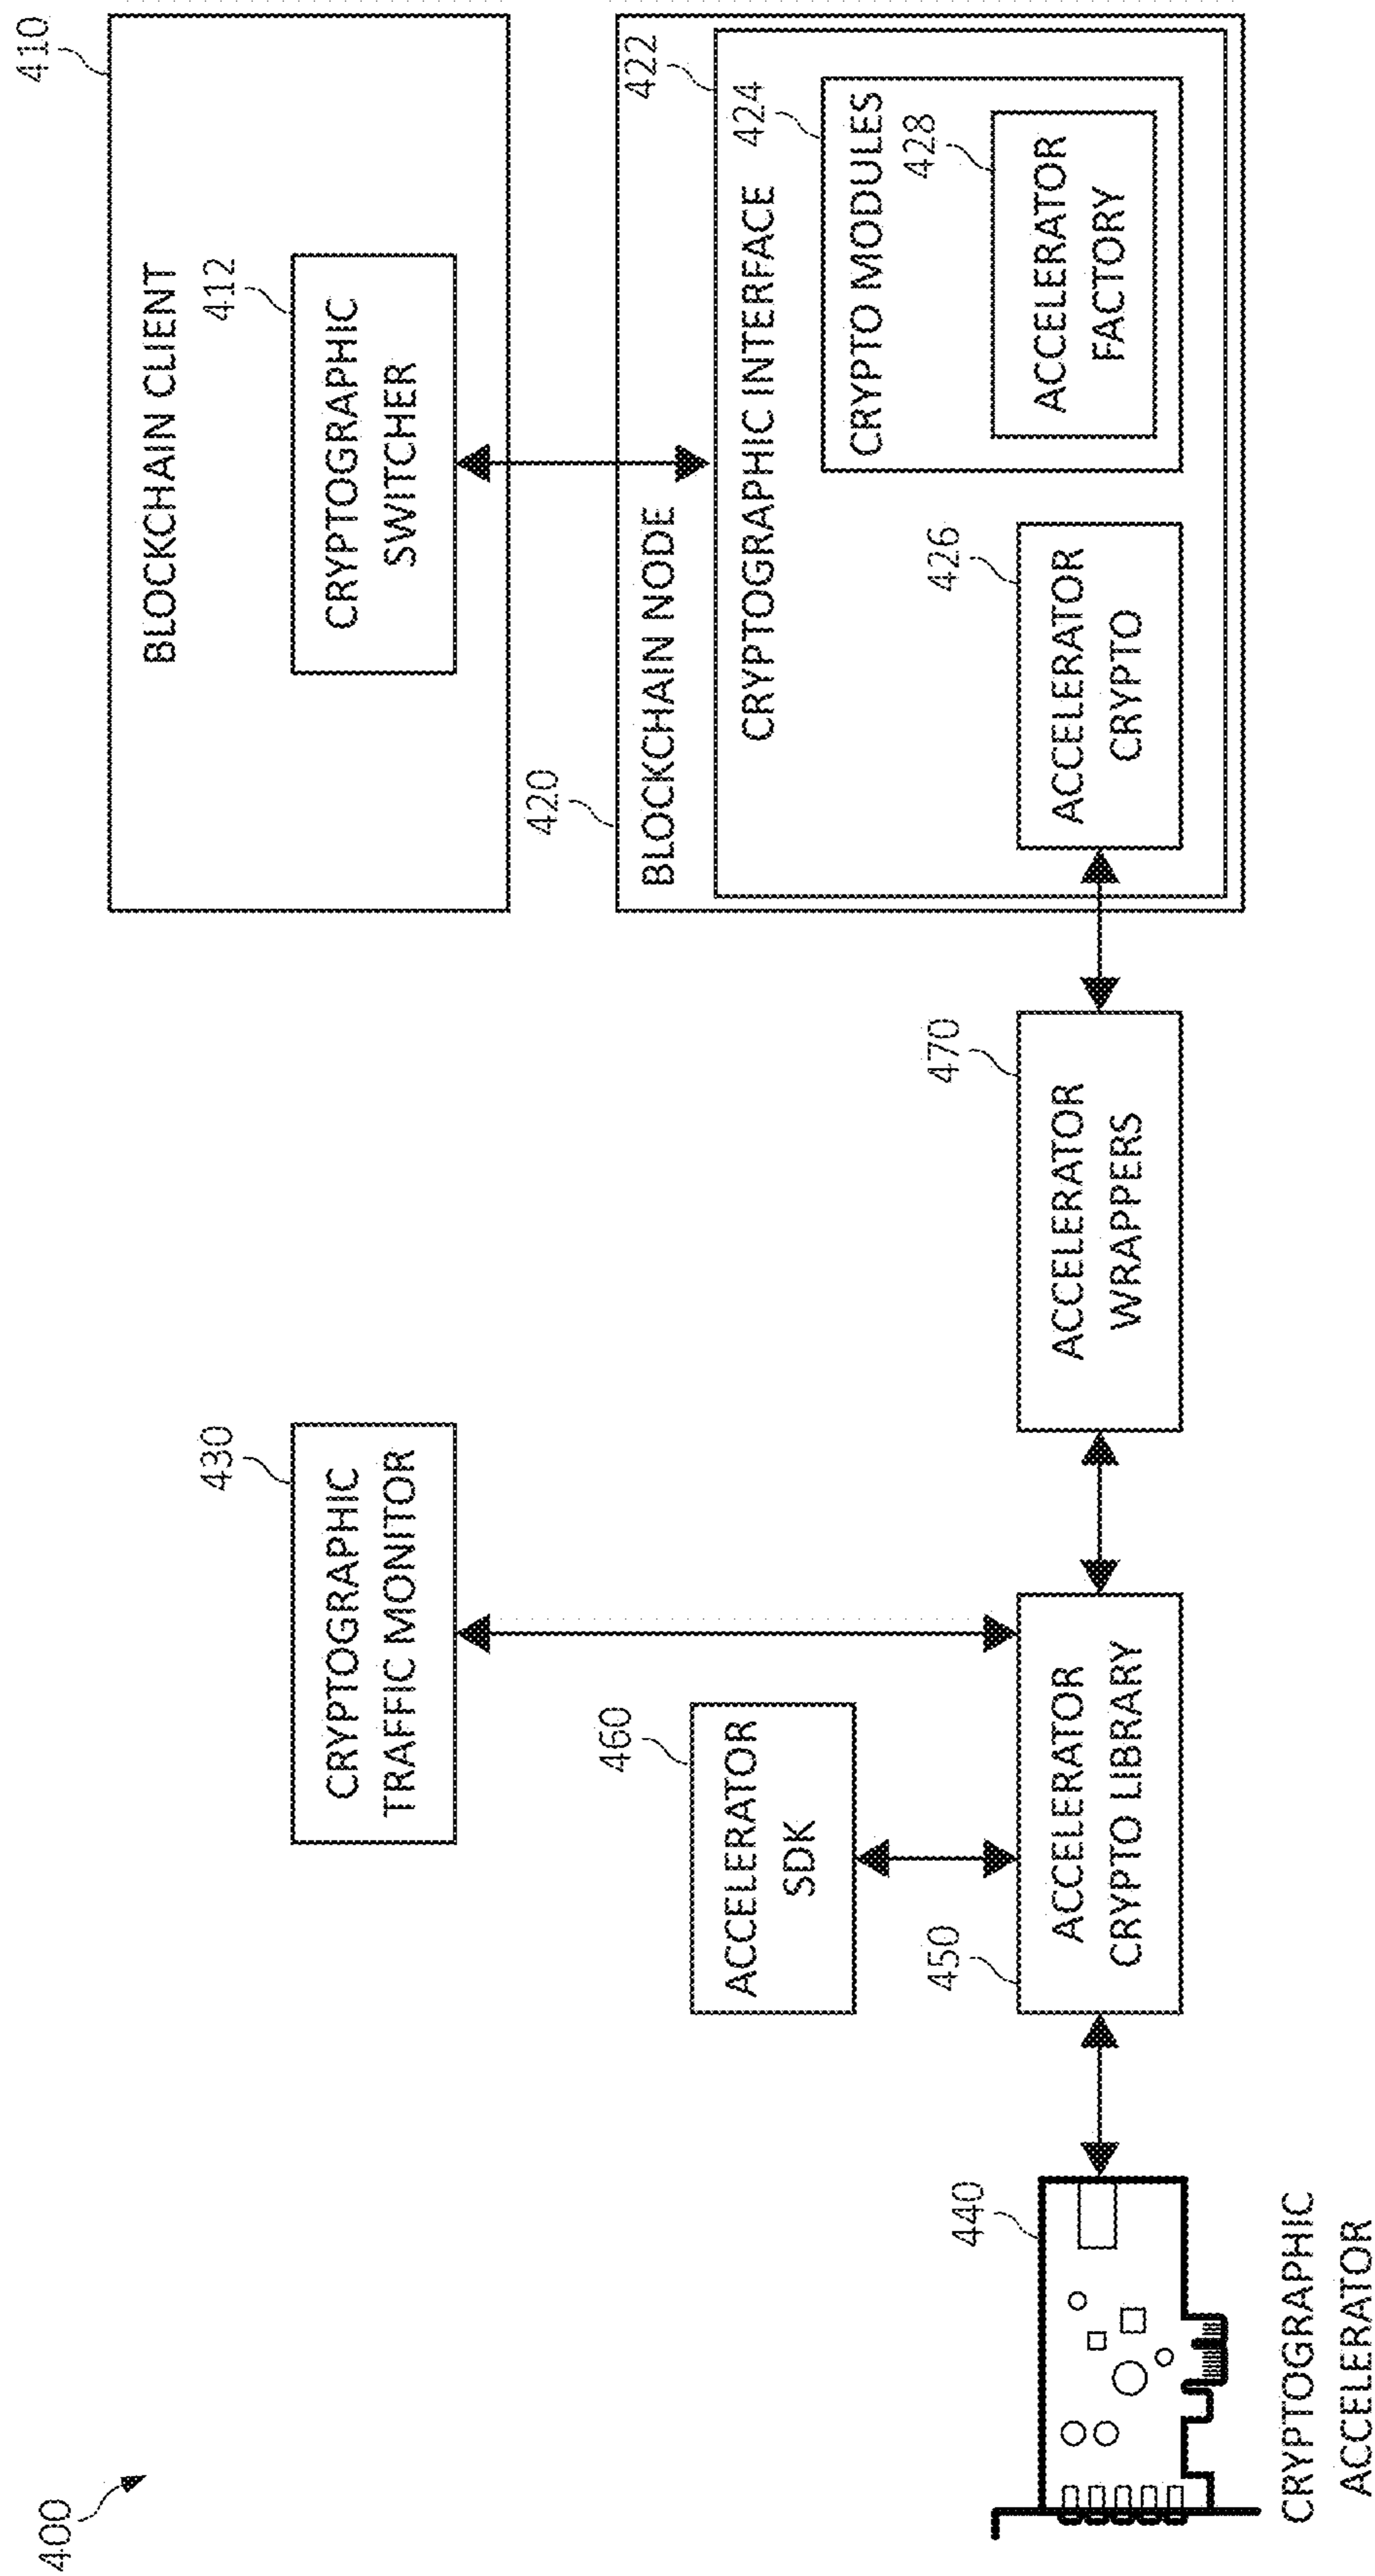 400
CRYPTOGRAPHIC
ACCELERATOR
440
450
ACCELERATOR
CRYPTO LIBRARY
460
ACCELERATOR
SDK
430
CRYPTOGRAPHIC
TRAFFIC MONITOR
470
ACCELERATOR
WRAPPERS
410
BLOCKCHAIN CLIENT
412
CRYPTOGRAPHIC
SWITCHER
420
BLOCKCHAIN NODE
422
CRYPTOGRAPHIC INTERFACE
424
CRYPTO MODULES
426
ACCELERATOR
CRYPTO
428
ACCELERATOR
FACTORY